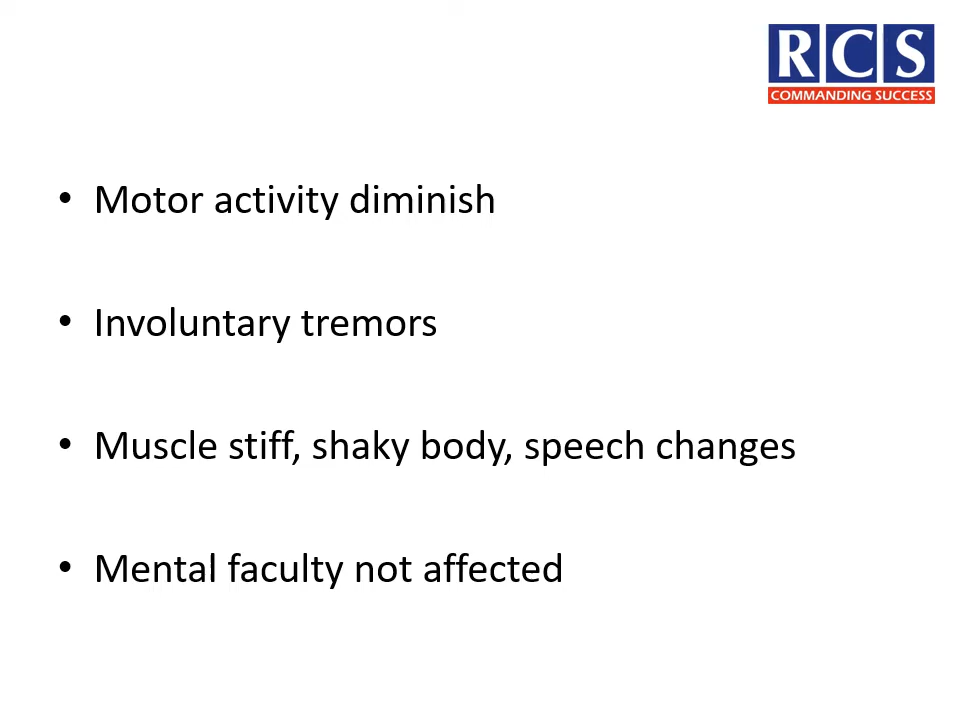 RCS
COMMANDING SUCCESS
• Motor activity diminish
• Involuntary tremors
• Muscle stiff, shaky body, speech changes
• Mental faculty not affected